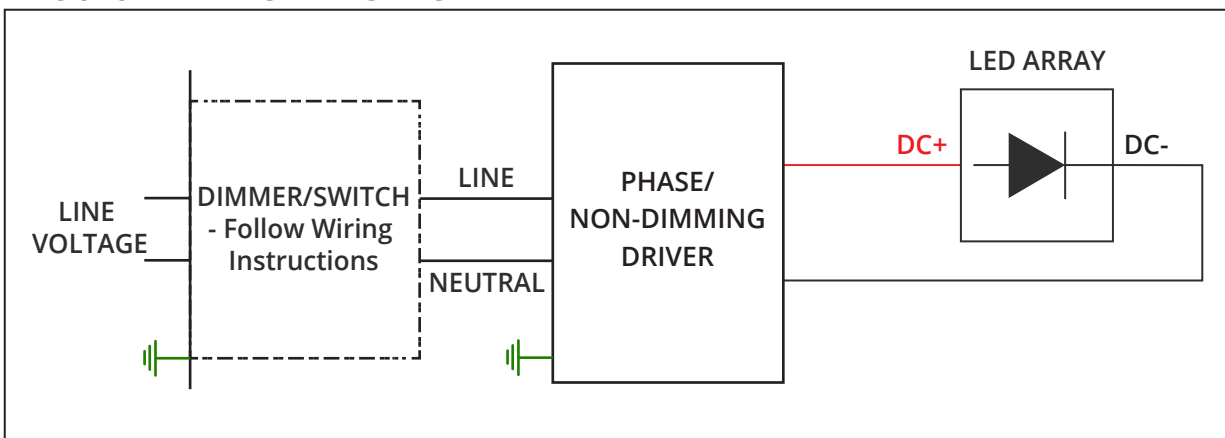 LED ARRAY
DC+
DC-
LINE
VOLTAGE
DIMMER/SWITCH
- Follow Wiring
Instructions
LINE
NEUTRAL
PHASE/
NON-DIMMING
DRIVER